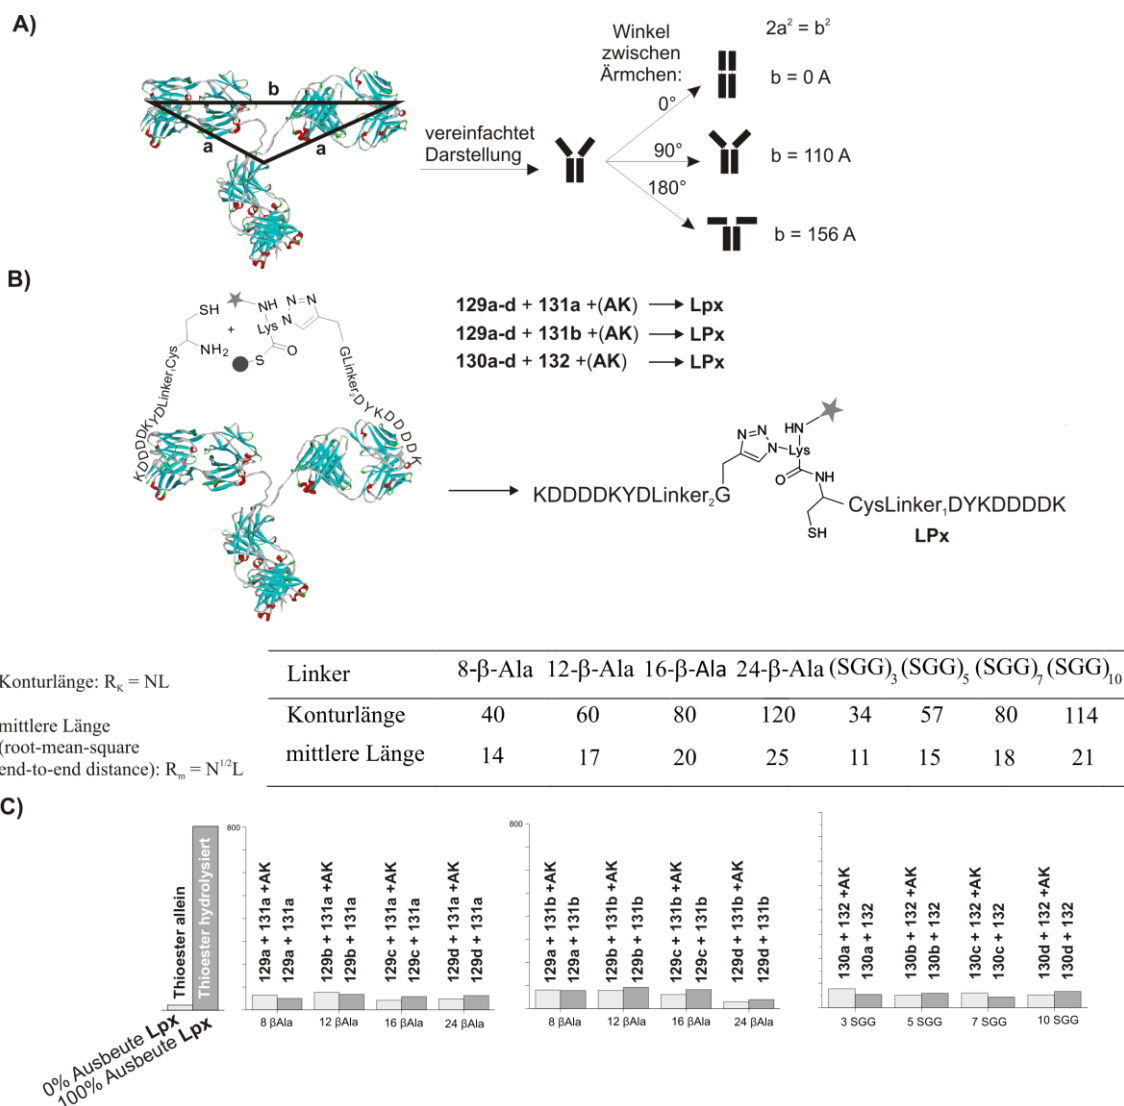 A)
Winkel
zwischen
Ärmchen:
2a² = b²
b
a
a
vereinfachtet
Darstellung
0°
90°
180°
b = 0 A
b = 110 A
b = 156 A
B)
SH
+
NH₂
NH
Lys
N=N
N
N
S
O
KDDDDKYDLinker₁Cys
GLinker₂DYKDDDDK
129a-d + 131a +(AK) → Lpx
129a-d + 131b +(AK) → LPx
130a-d + 132 +(AK) → LPx
N=N
N
HN
Lys
O
NH
SH
KDDDDKYDLinker₂G
CysLinker₁DYKDDDDK
LPx
Konturlänge: R_K = NL
mittlere Länge
(root-mean-square
end-to-end distance): R_m = N^1/2 L
Linker 8-β-Ala 12-β-Ala 16-β-Ala 24-β-Ala (SGG)₃ (SGG)₅ (SGG)₇ (SGG)₁₀
Konturlänge 40 60 80 120 34 57 80 114
mittlere Länge 14 17 20 25 11 15 18 21
C)
Thioester allein
Thioester hydrolysiert
0% Ausbeute Lpx
100% Ausbeute Lpx
800
129a + 131a +AK
129a + 131a
129b + 131a +AK
129b + 131a
129c + 131a +AK
129c + 131a
129d + 131a +AK
129d + 131a
8 βAla 12 βAla 16 βAla 24 βAla
800
129a + 131b +AK
129a + 131b
129b + 131b +AK
129b + 131b
129c + 131b +AK
129c + 131b
129d + 131b +AK
129d + 131b
8 βAla 12 βAla 16 βAla 24 βAla
130a + 132 +AK
130a + 132
130b + 132 +AK
130b + 132
130c + 132 +AK
130c + 132
130d + 132 +AK
130d + 132
3 SGG 5 SGG 7 SGG 10 SGG